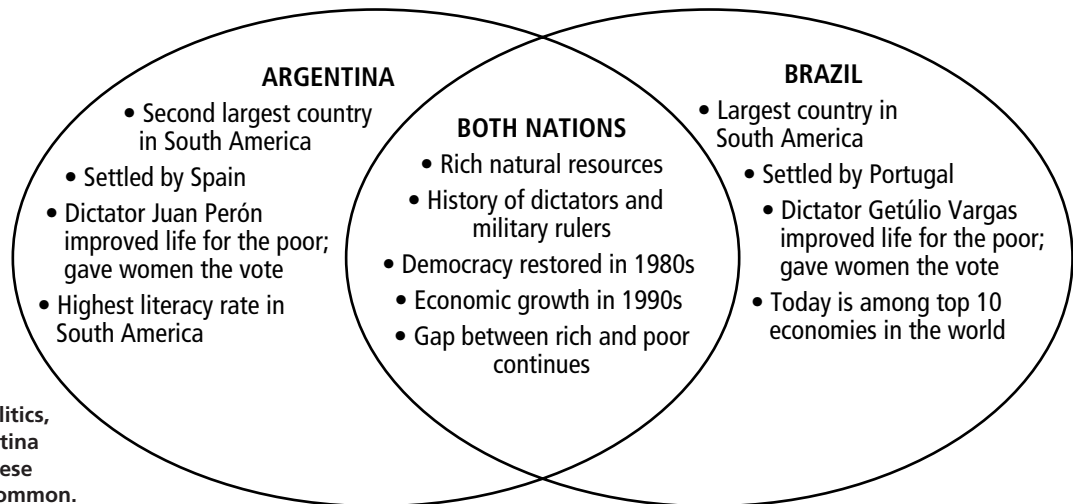 ARGENTINA
• Second largest country
in South America
• Settled by Spain
• Dictator Juan Perón
improved life for the poor;
gave women the vote
• Highest literacy rate in
South America
BOTH NATIONS
• Rich natural resources
• History of dictators and
military rulers
• Democracy restored in 1980s
• Economic growth in 1990s
• Gap between rich and poor
continues
BRAZIL
• Largest country in
South America
• Settled by Portugal
• Dictator Getúlio Vargas
improved life for the poor;
gave women the vote
• Today is among top 10
economies in the world
litics,
tina
ese
ommon.